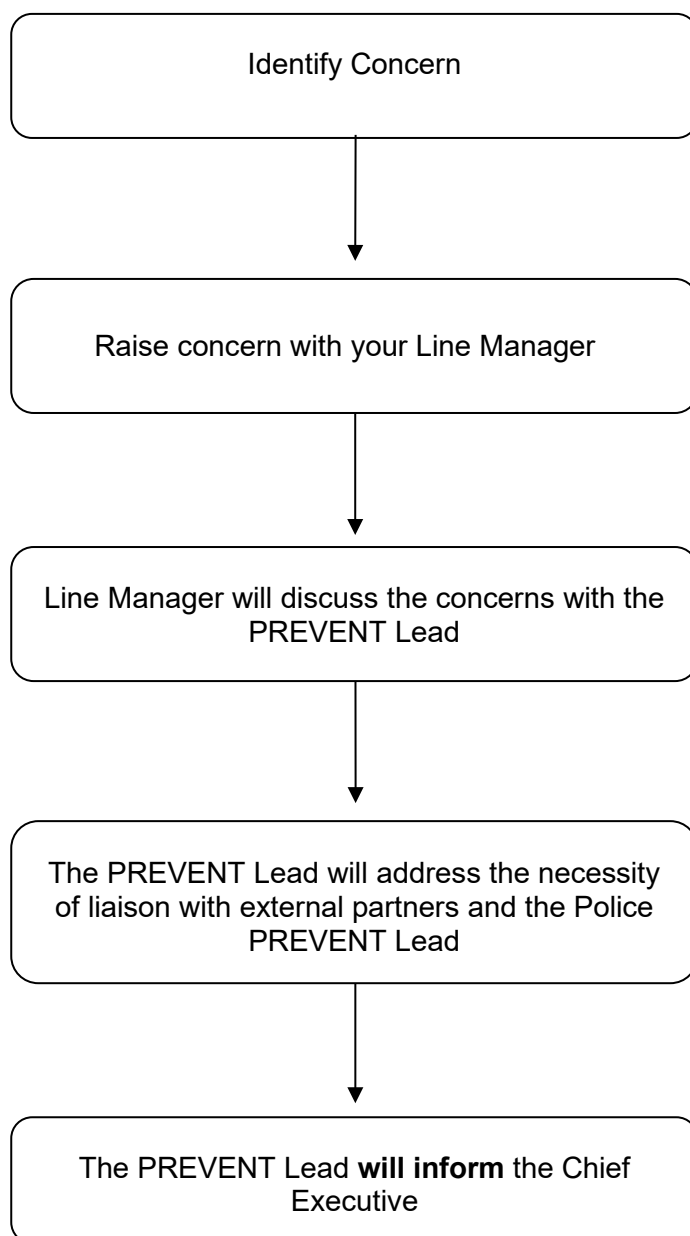 Identify Concern
Raise concern with your Line Manager
Line Manager will discuss the concerns with the
PREVENT Lead
The PREVENT Lead will address the necessity
of liaison with external partners and the Police
PREVENT Lead
The PREVENT Lead will inform the Chief
Executive